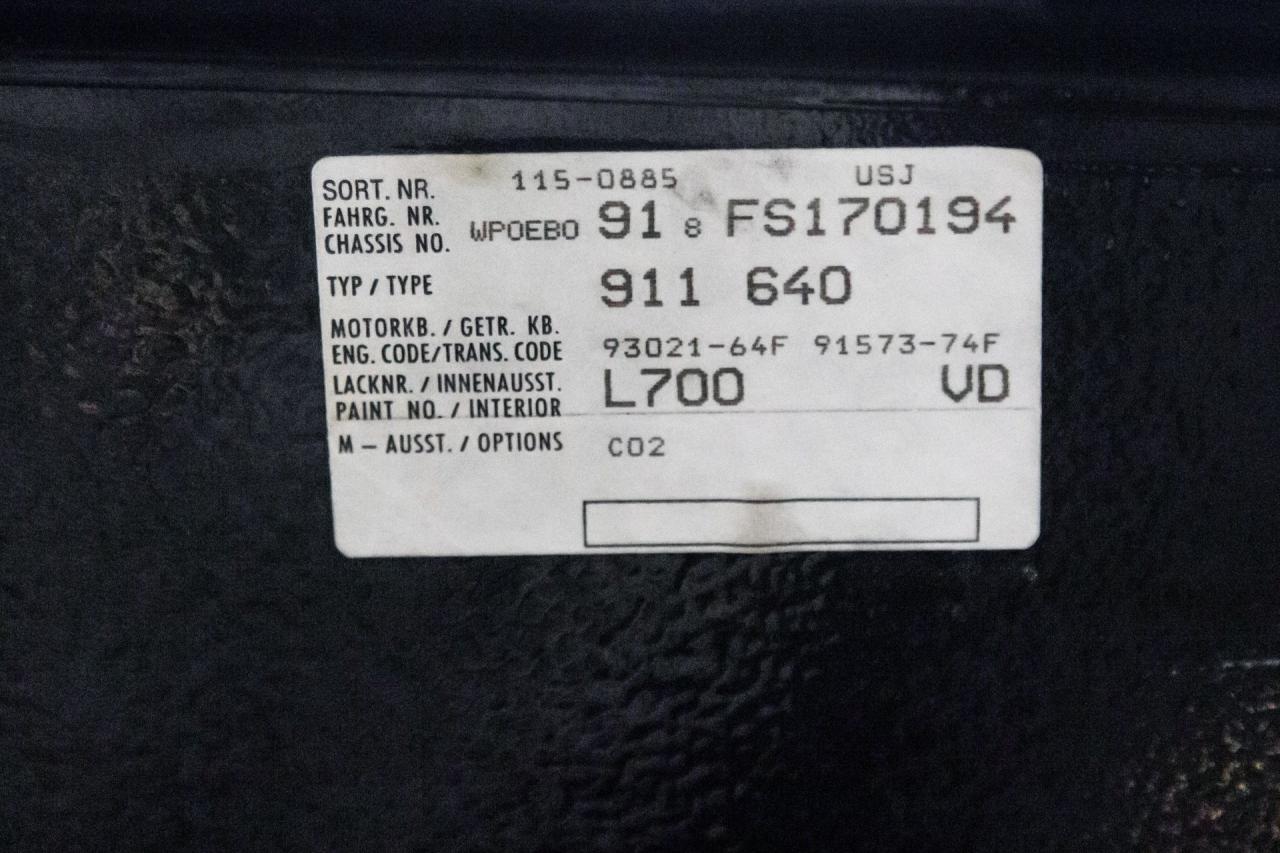 SORT. NR. 115-0885 USJ
FAHRG. NR.
CHASSIS NO. WP0EB0 91 8 FS170194
TYP / TYPE 911 640
MOTORKB. / GETR. KB.
ENG. CODE/TRANS. CODE 93021-64F 91573-74F
LACKNR. / INNENAUSST. L700 VD
PAINT NO. / INTERIOR
M – AUSST. / OPTIONS C02